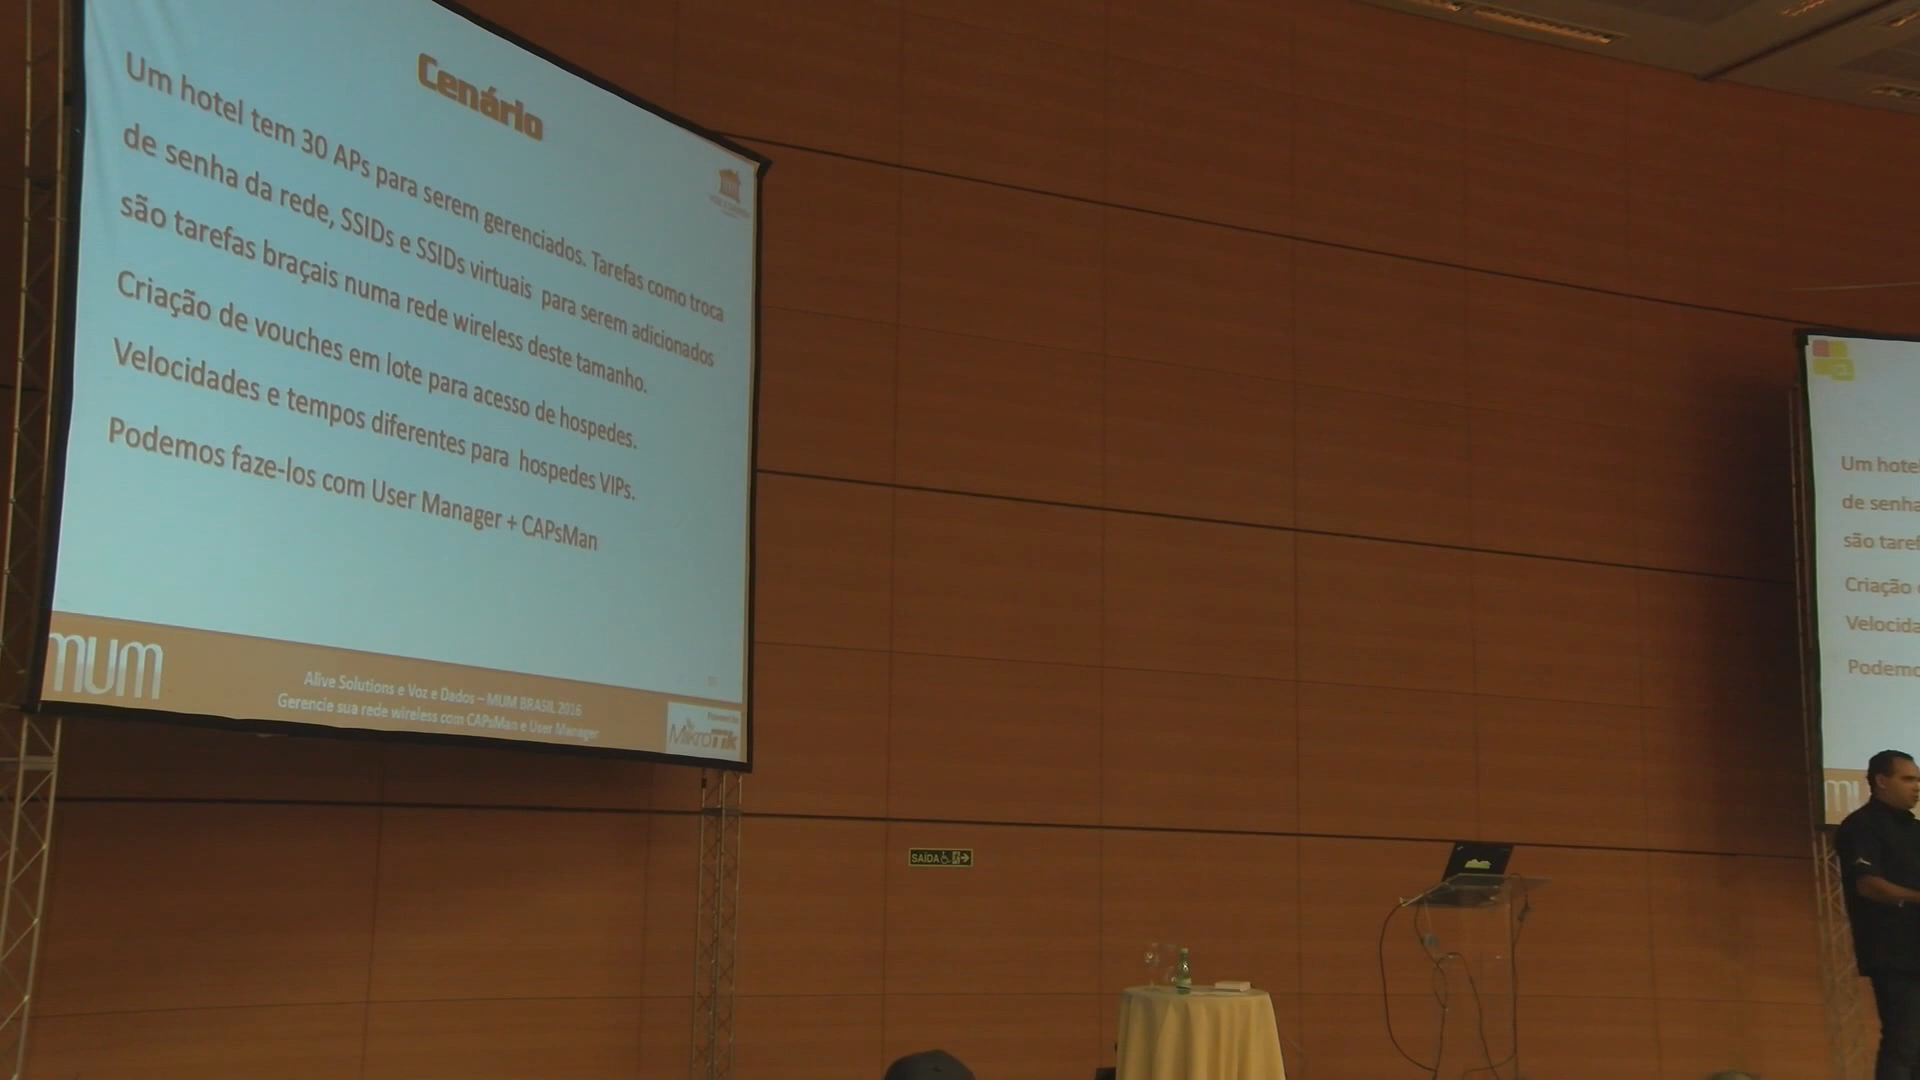 Cenário
Um hotel tem 30 APs para serem gerenciados. Tarefas como troca
de senha da rede, SSIDs e SSIDs virtuais para serem adicionados
são tarefas braçais numa rede wireless deste tamanho.
Criação de vouches em lote para acesso de hospedes.
Velocidades e tempos diferentes para hospedes VIPs.
Podemos faze-los com User Manager + CAPsMan
mum
Alive Solutions e Voz e Dados – MUM BRASIL 2016
Gerencie sua rede wireless com CAPsMan e User Manager
MikroTik
SAÍDA
Um hotel
de senha
são taref
Criação
Velocida
Podemo
mu